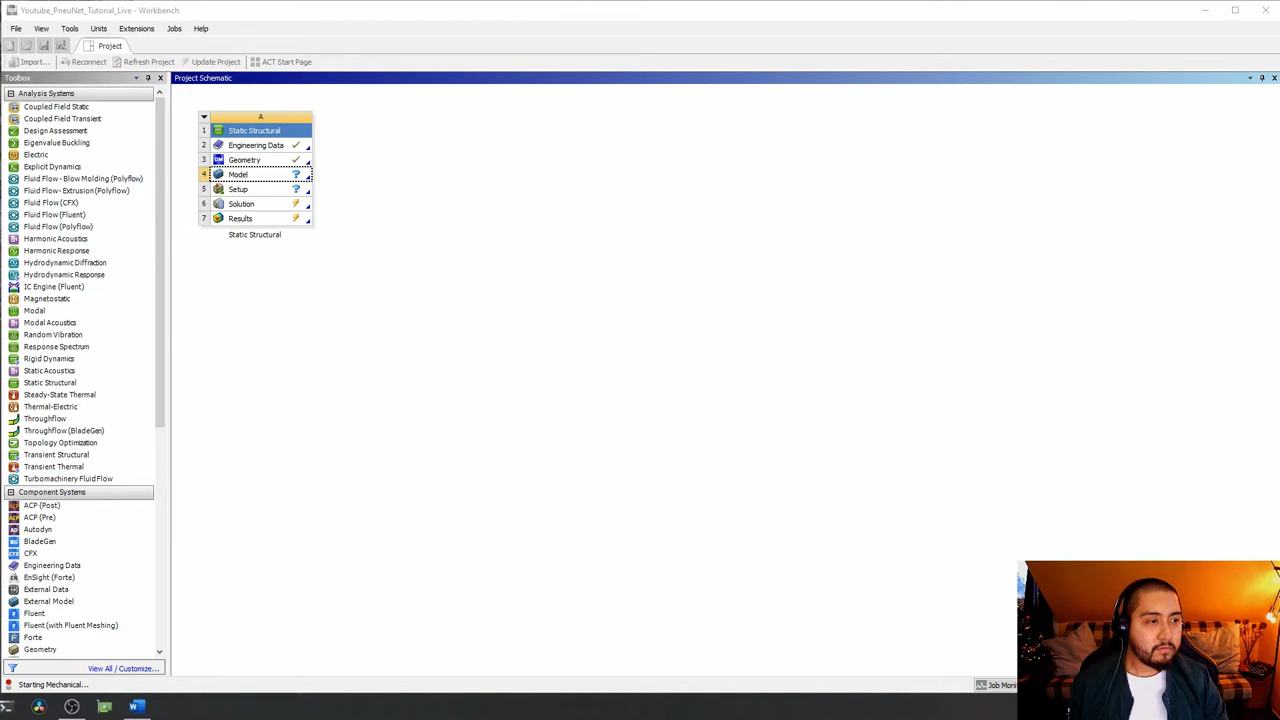 Youtube_PneuNet_Tutorial_Live - Workbench
File View Tools Units Extensions Jobs Help
Project
Import... Reconnect Refresh Project Update Project ACT Start Page
Toolbox
Project Schematic
Analysis Systems
Coupled Field Static
Coupled Field Transient
Design Assessment
Eigenvalue Buckling
Electric
Explicit Dynamics
Fluid Flow - Blow Molding (Polyflow)
Fluid Flow- Extrusion (Polyflow)
Fluid Flow (CFX)
Fluid Flow (Fluent)
Fluid Flow (Polyflow)
Harmonic Acoustics
Harmonic Response
Hydrodynamic Diffraction
Hydrodynamic Response
IC Engine (Fluent)
Magnetostatic
Modal
Modal Acoustics
Random Vibration
Response Spectrum
Rigid Dynamics
Static Acoustics
Static Structural
Steady-State Thermal
Thermal-Electric
Throughflow
Throughflow (BladeGen)
Topology Optimization
Transient Structural
Transient Thermal
Turbomachinery Fluid Flow
Component Systems
ACP (Post)
ACP (Pre)
Autodyn
BladeGen
CFX
Engineering Data
EnSight (Forte)
External Data
External Model
Fluent
Fluent (with Fluent Meshing)
Forte
Geometry
View All / Customize...
A
1 Static Structural
2 Engineering Data
3 DM Geometry
4 Model ?
5 Setup ?
6 Solution
7 Results
Static Structural
Starting Mechanical...
Job Moni